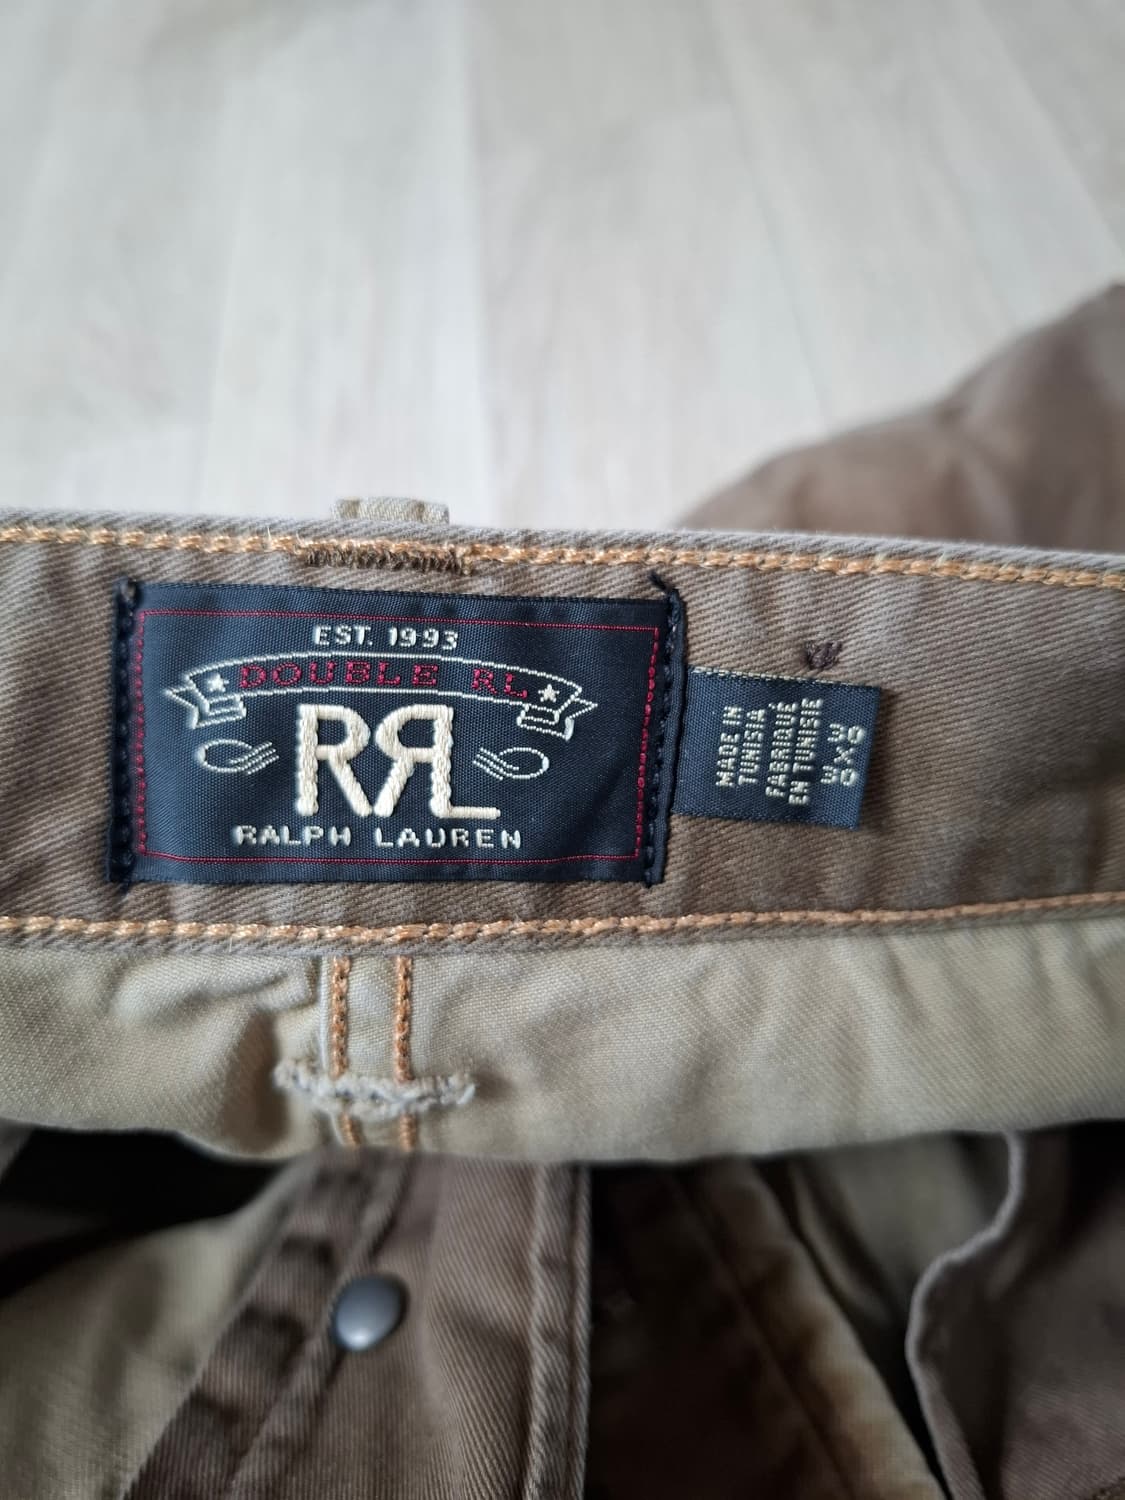 EST. 1993
DOUBLE RL
RRL
RALPH LAUREN
MADE IN
TUNISIA
FABRIQUÉ
EN TUNISIE